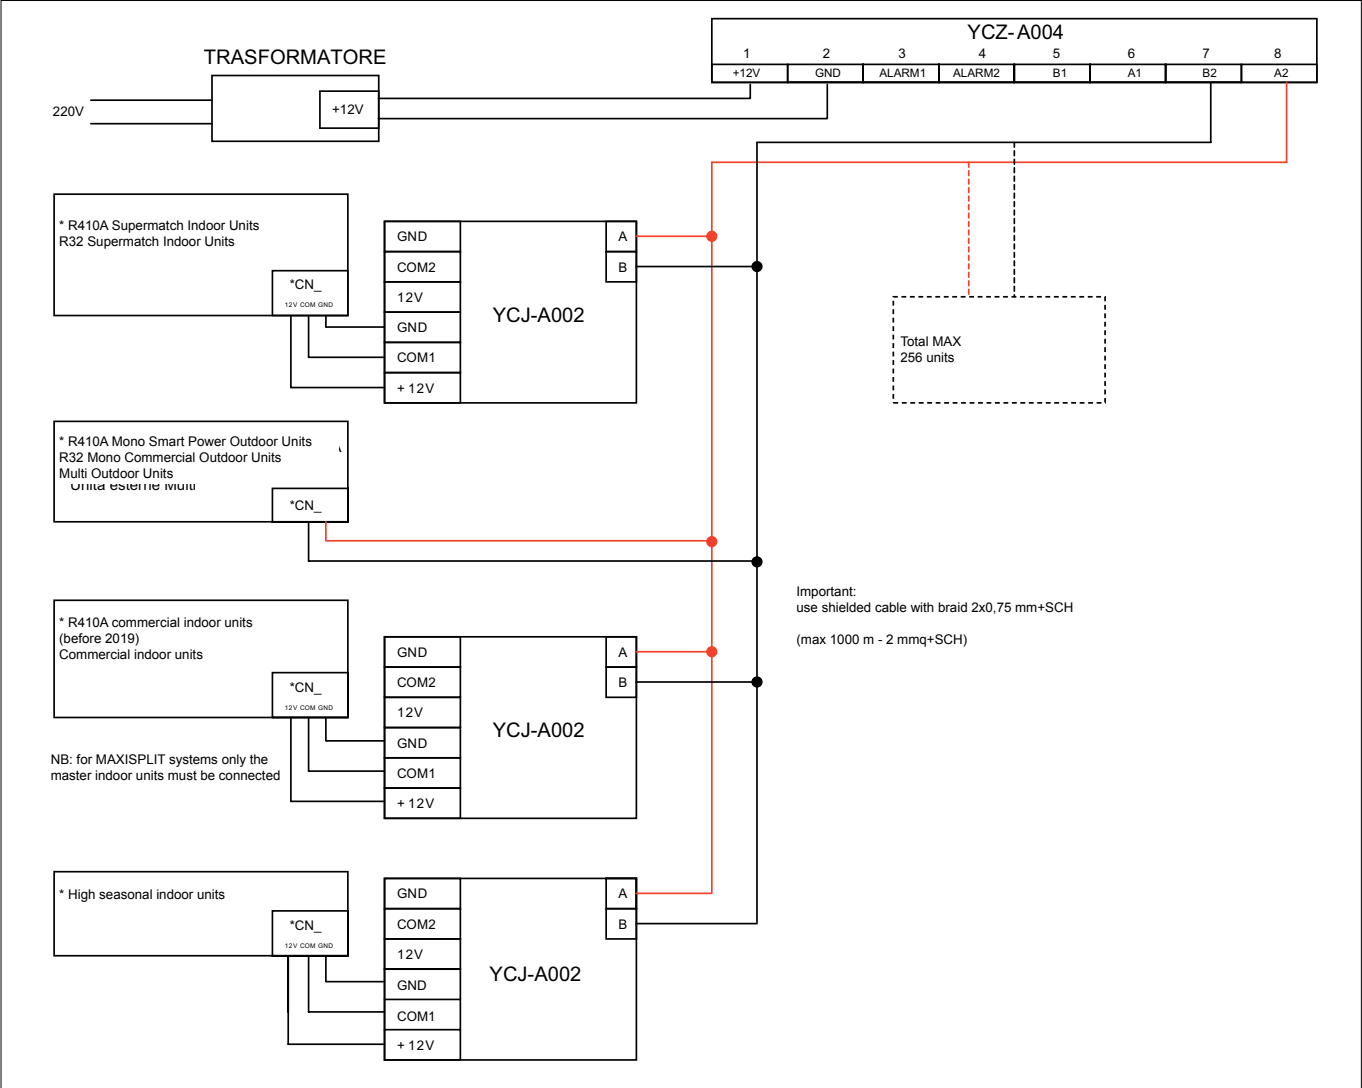 YCZ-A004
1 2 3 4 5 6 7 8
+12V GND ALARM1 ALARM2 B1 A1 B2 A2
TRASFORMATORE
220V
+12V
* R410A Supermatch Indoor Units
R32 Supermatch Indoor Units
*CN_
12V COM GND
GND
COM2
12V
GND
COM1
+ 12V
YCJ-A002
A
B
Total MAX
256 units
* R410A Mono Smart Power Outdoor Units
R32 Mono Commercial Outdoor Units
Multi Outdoor Units
Unità esterne Multi
*CN_
Important:
use shielded cable with braid 2x0,75 mm+SCH
(max 1000 m - 2 mmq+SCH)
* R410A commercial indoor units
(before 2019)
Commercial indoor units
*CN_
12V COM GND
GND
COM2
12V
GND
COM1
+ 12V
YCJ-A002
A
B
NB: for MAXISPLIT systems only the
master indoor units must be connected
* High seasonal indoor units
*CN_
12V COM GND
GND
COM2
12V
GND
COM1
+ 12V
YCJ-A002
A
B